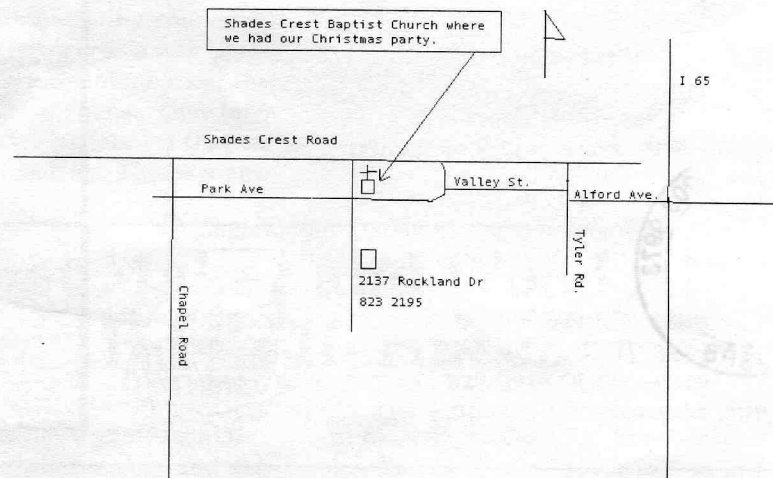 Shades Crest Baptist Church where
we had our Christmas party.
I 65
Shades Crest Road
Park Ave
Valley St.
Alford Ave.
Tyler Rd.
2137 Rockland Dr
823 2195
Chapel Road